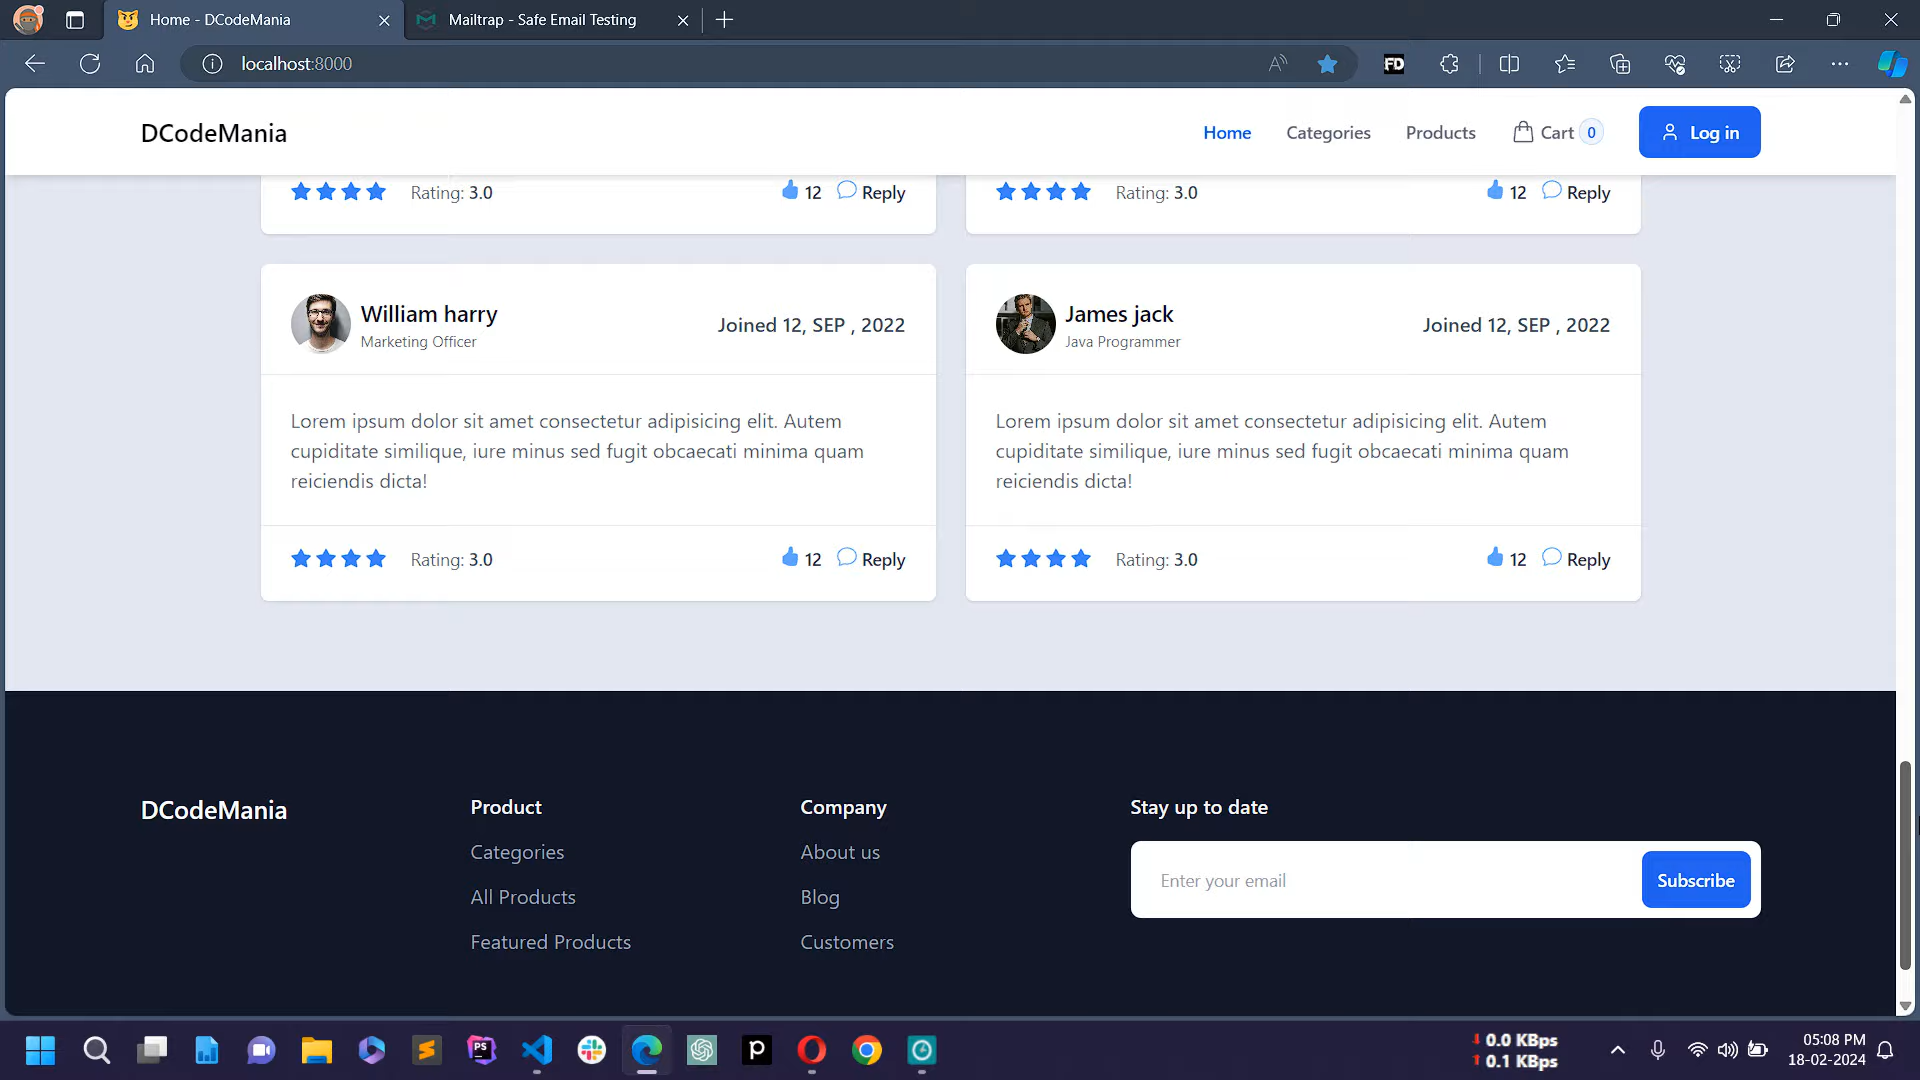 Home - DCodeMania
Mailtrap - Safe Email Testing
localhost:8000
FD
DCodeMania
Home
Categories
Products
Cart 0
Log in
Rating: 3.0
12
Reply
Rating: 3.0
12
Reply
William harry
Marketing Officer
Joined 12, SEP , 2022
Lorem ipsum dolor sit amet consectetur adipisicing elit. Autem
cupiditate similique, iure minus sed fugit obcaecati minima quam
reiciendis dicta!
Rating: 3.0
12
Reply
James jack
Java Programmer
Joined 12, SEP , 2022
Lorem ipsum dolor sit amet consectetur adipisicing elit. Autem
cupiditate similique, iure minus sed fugit obcaecati minima quam
reiciendis dicta!
Rating: 3.0
12
Reply
DCodeMania
Product
Categories
All Products
Featured Products
Company
About us
Blog
Customers
Stay up to date
Enter your email
Subscribe
PS
P
0.0 KBps
0.1 KBps
05:08 PM
18-02-2024